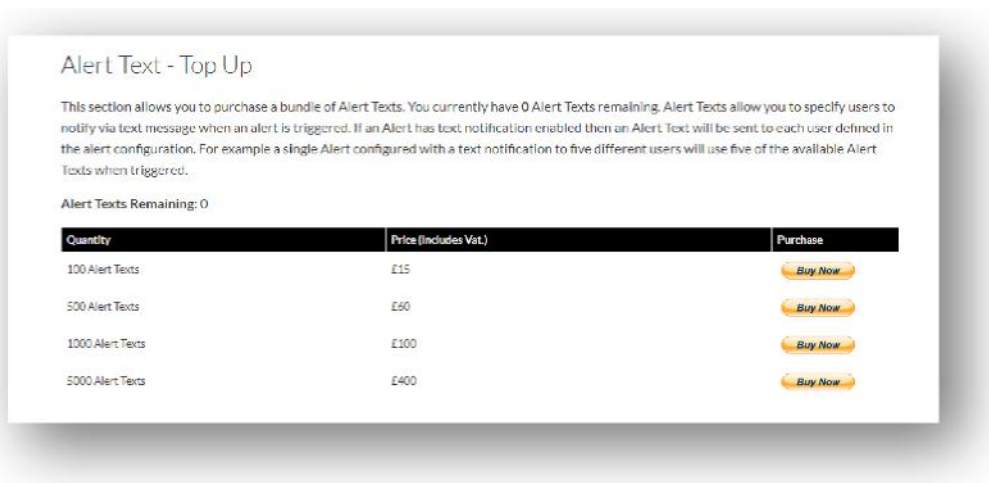 Alert Text - Top Up
This section allows you to purchase a bundle of Alert Texts. You currently have 0 Alert Texts remaining. Alert Texts allow you to specify users to
notify via text message when an alert is triggered. If an Alert has text notification enabled then an Alert Text will be sent to each user defined in
the alert configuration. For example a single Alert configured with a text notification to five different users will use five of the available Alert
Texts when triggered.
Alert Texts Remaining: 0
Quantity Price (Includes Vat.) Purchase
100 Alert Texts £15 Buy Now
500 Alert Texts £60 Buy Now
1000 Alert Texts £100 Buy Now
5000 Alert Texts £400 Buy Now